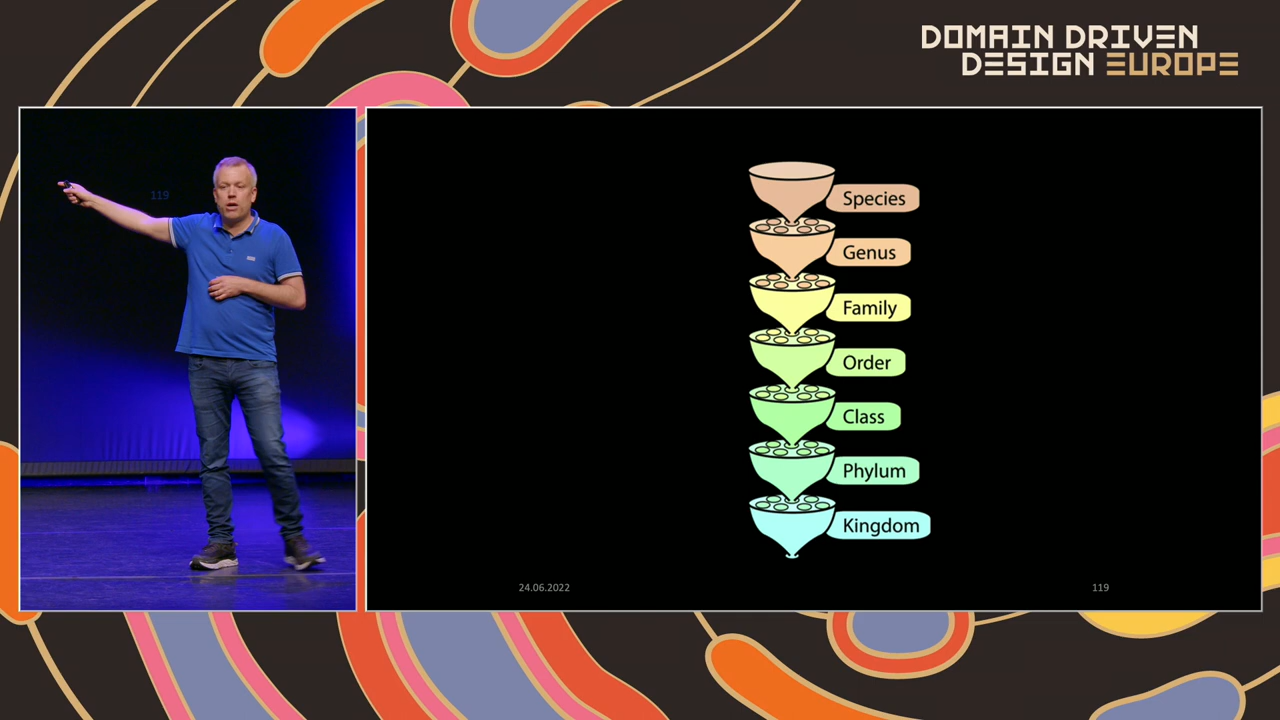 DOMAIN DRIVEN
DESIGN EUROPE
119
Species
Genus
Family
Order
Class
Phylum
Kingdom
24.06.2022
119